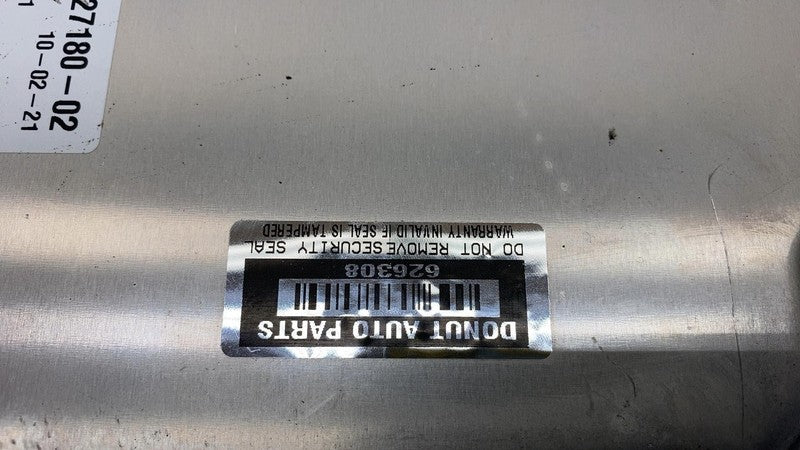 27180-02
10-02-21
1
DONUT AUTO PARTS
626308
DO NOT REMOVE SECURITY SEAL
WARRANTY INVALID IF SEAL IS TAMPERED